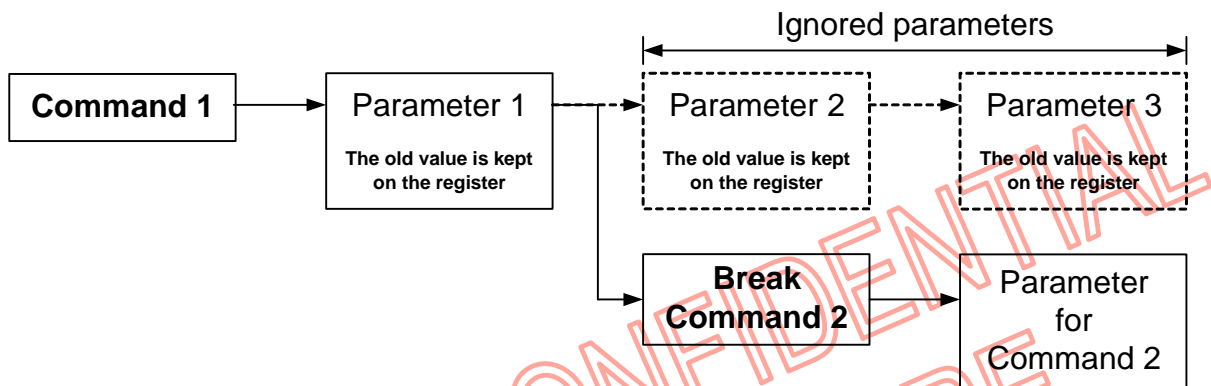 Ignored parameters
Command 1
Parameter 1
The old value is kept
on the register
Parameter 2
The old value is kept
on the register
Parameter 3
The old value is kept
on the register
Break
Command 2
Parameter
for
Command 2
CONFIDENTIAL